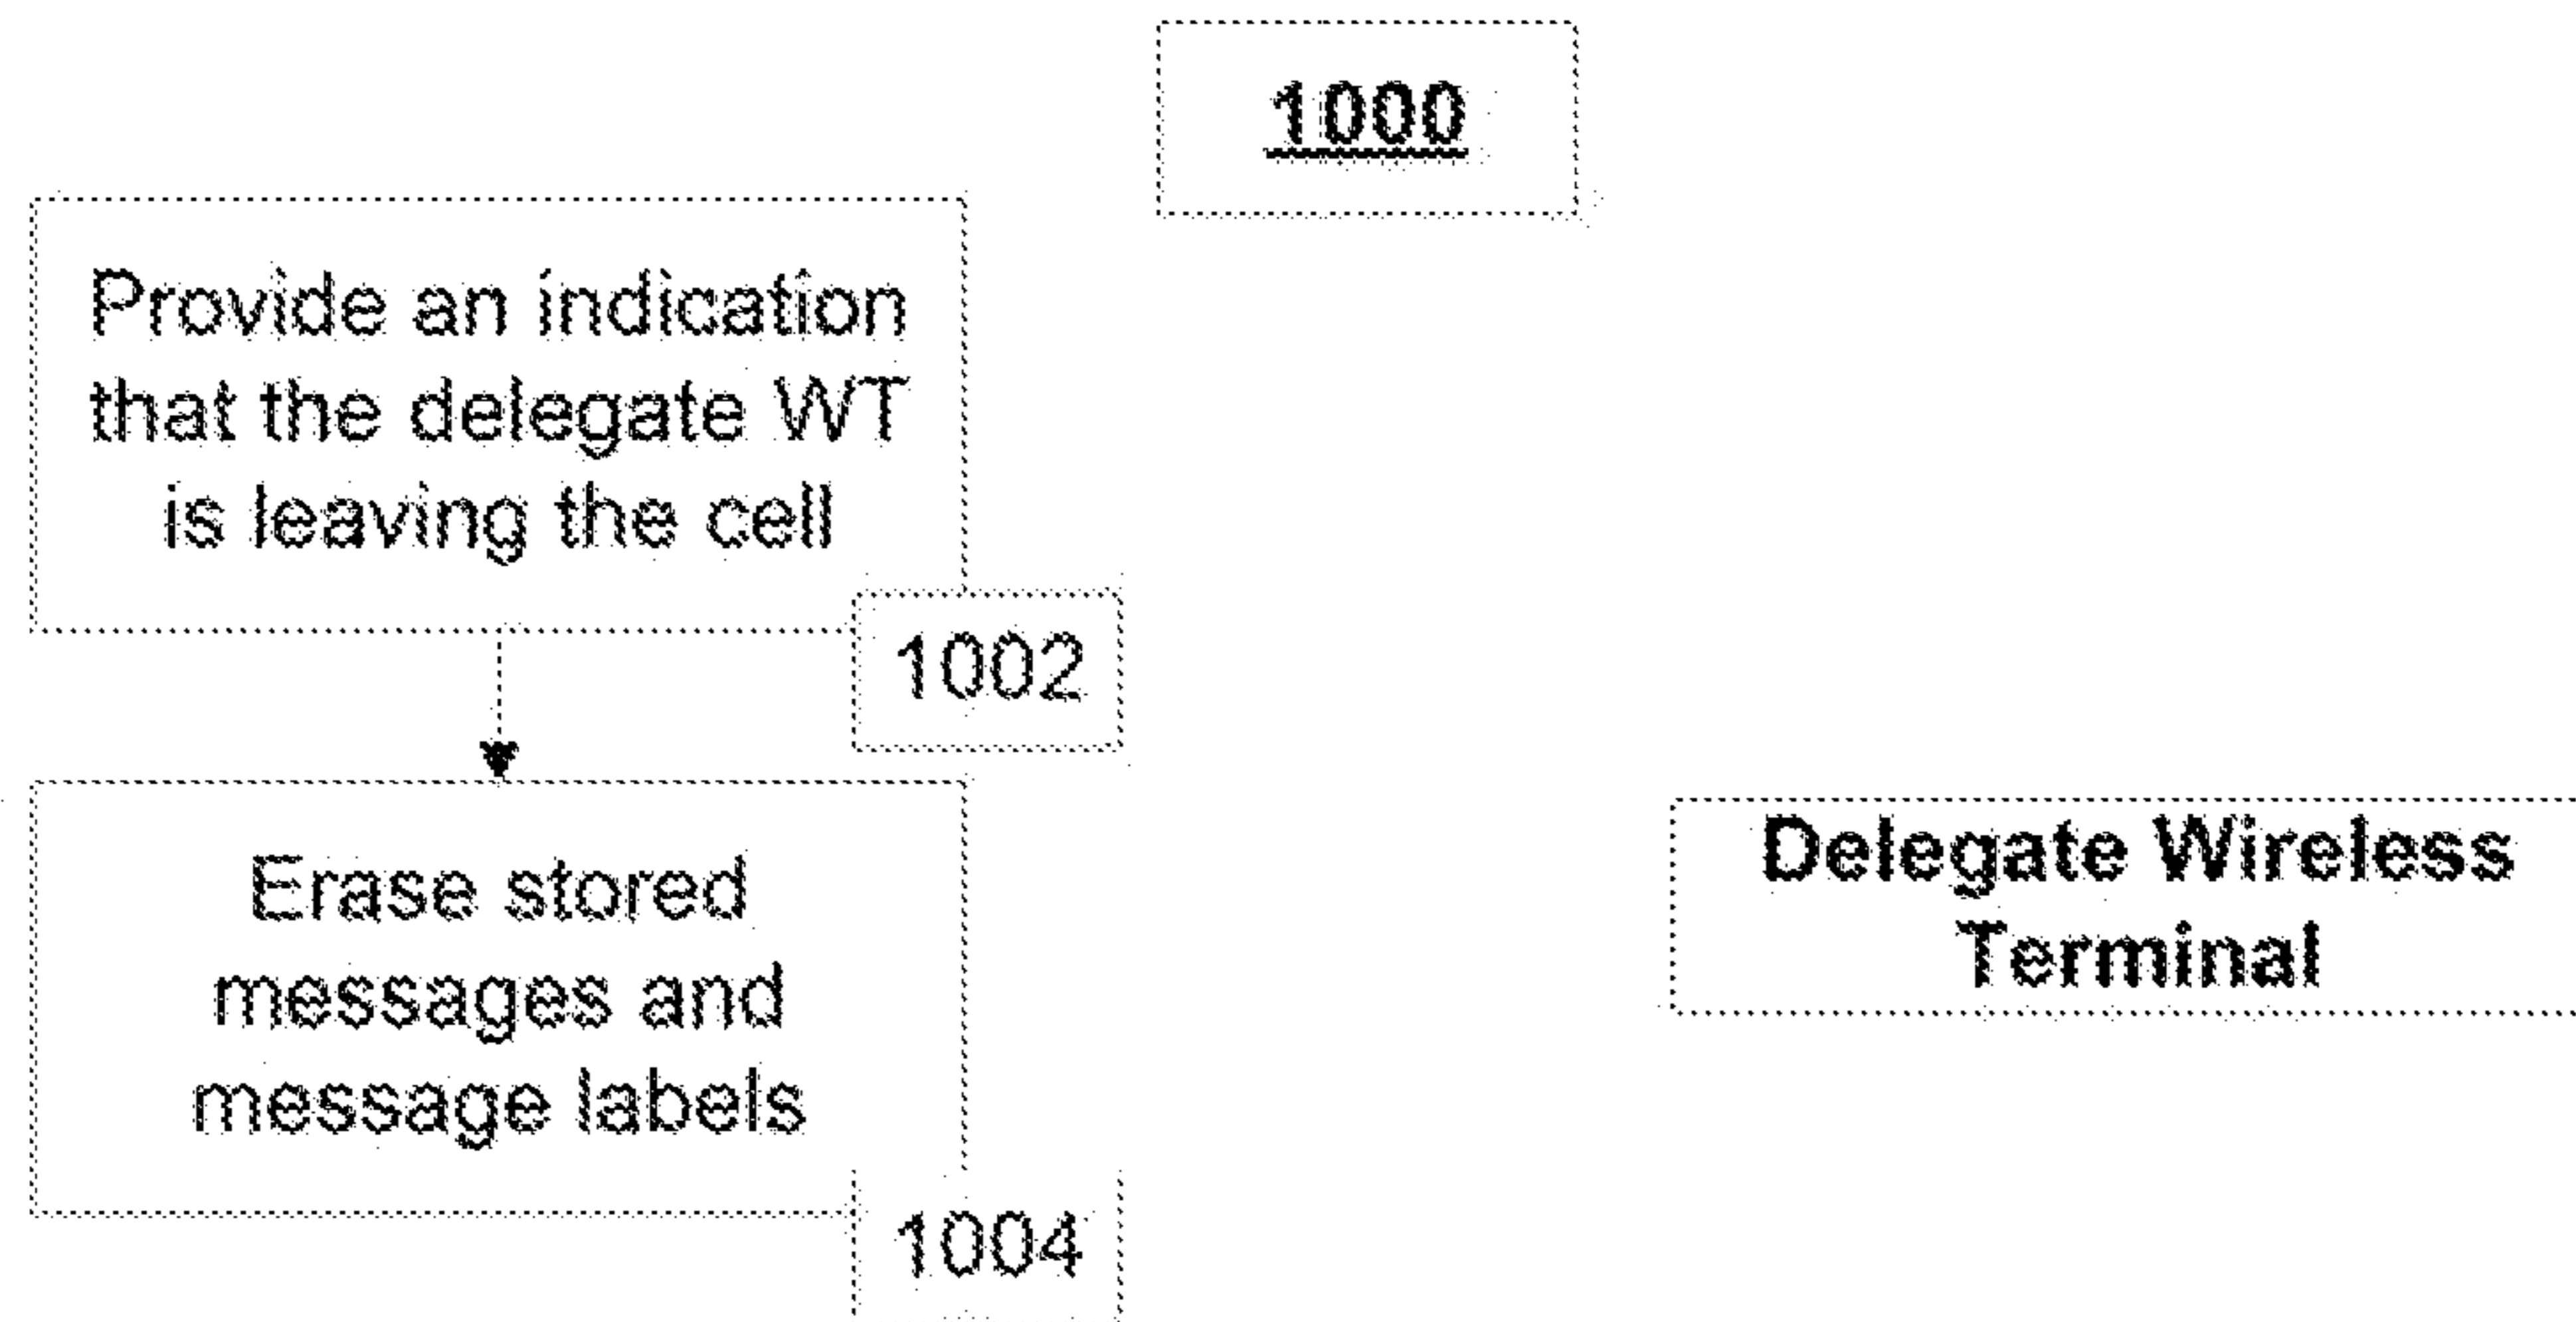 1000
Provide an indication
that the delegate WT
is leaving the cell
1002
Erase stored
messages and
message labels
1004
Delegate Wireless
Terminal